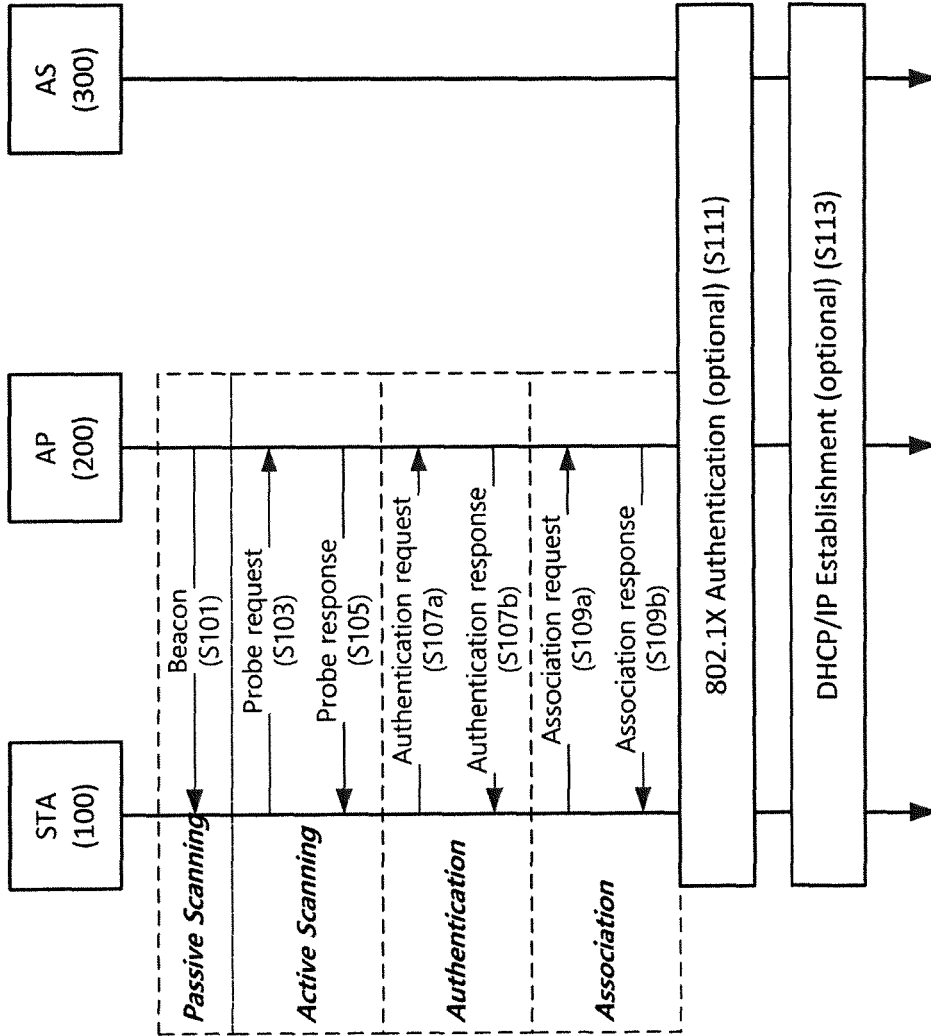 STA
(100)
AP
(200)
AS
(300)
Passive Scanning
Beacon
(S101)
Active Scanning
Probe request
(S103)
Probe response
(S105)
Authentication
Authentication request
(S107a)
Authentication response
(S107b)
Association
Association request
(S109a)
Association response
(S109b)
802.1X Authentication (optional) (S111)
DHCP/IP Establishment (optional) (S113)